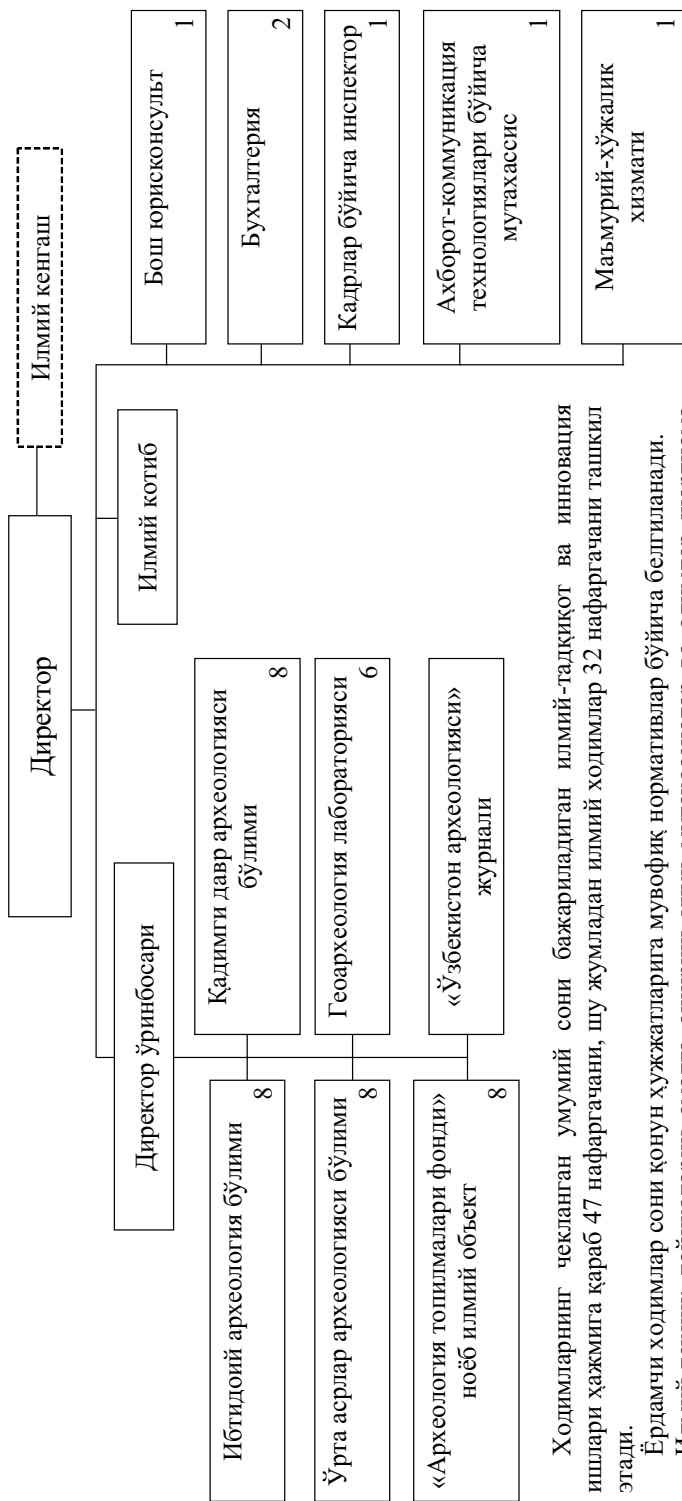 Илмий кенгаш
Директор
Директор ўринбосари
Илмий котиб
Бош юрисконсульт
1
Бухгалтерия
2
Кадрлар бўйича инспектор
1
Ахборот-коммуникация
технологиялари бўйича
мутахассис
1
Маъмурий-хўжалик
хизмати
1
Ибтидоий археология бўлими
8
Қадимги давр археологияси
бўлими
8
Ўрта асрлар археологияси бўлими
8
Геоархеология лабораторияси
6
«Археология топилмалари фонди»
ноёб илмий объект
8
«Ўзбекистон археологияси»
журнали
Ходимларнинг чекланган умумий сони бажариладиган илмий-тадқиқот ва инновация
ишлари ҳажмига қараб 47 нафаргачани, шу жумладан илмий ходимлар 32 нафаргачани ташкил
этади.
Ёрдамчи ходимлар сони қонун ҳужжатларига мувофиқ нормативлар бўйича белгиланади.